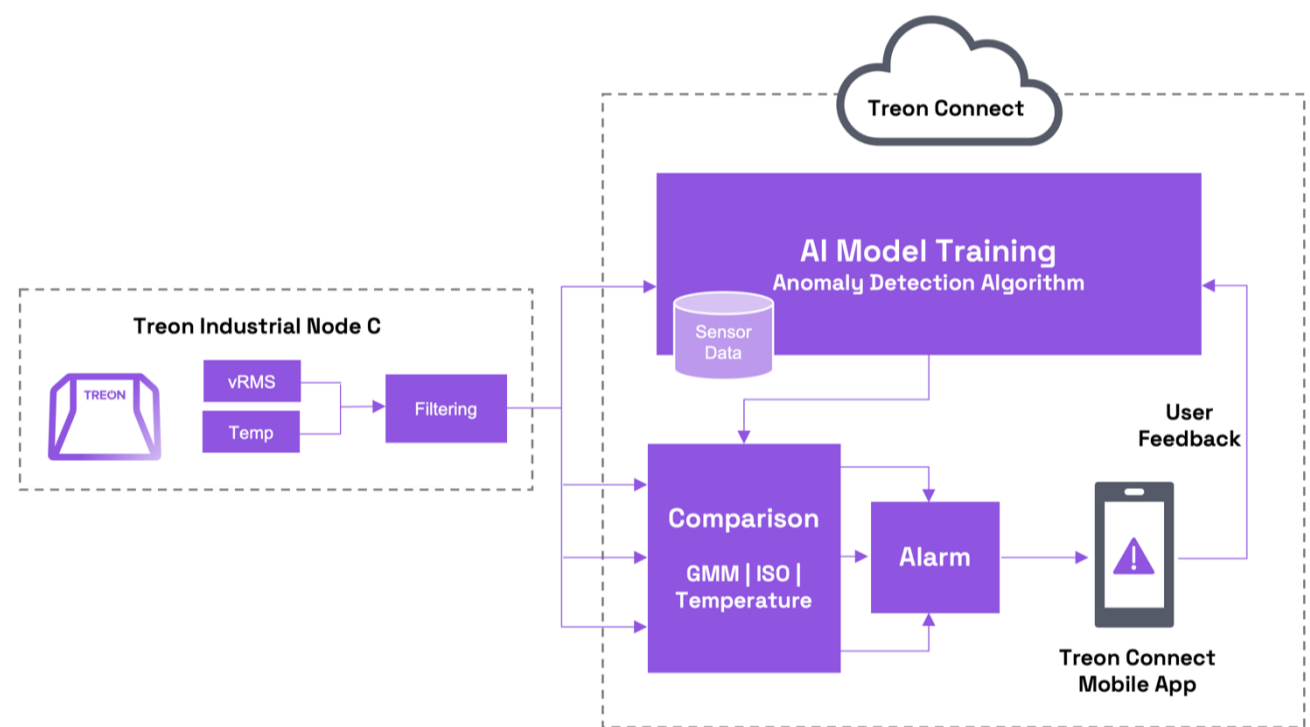 Treon Connect
AI Model Training
Anomaly Detection Algorithm
Sensor
Data
Treon Industrial Node C
TREON
vRMS
Temp
Filtering
Comparison
GMM | ISO |
Temperature
Alarm
User
Feedback
Treon Connect
Mobile App